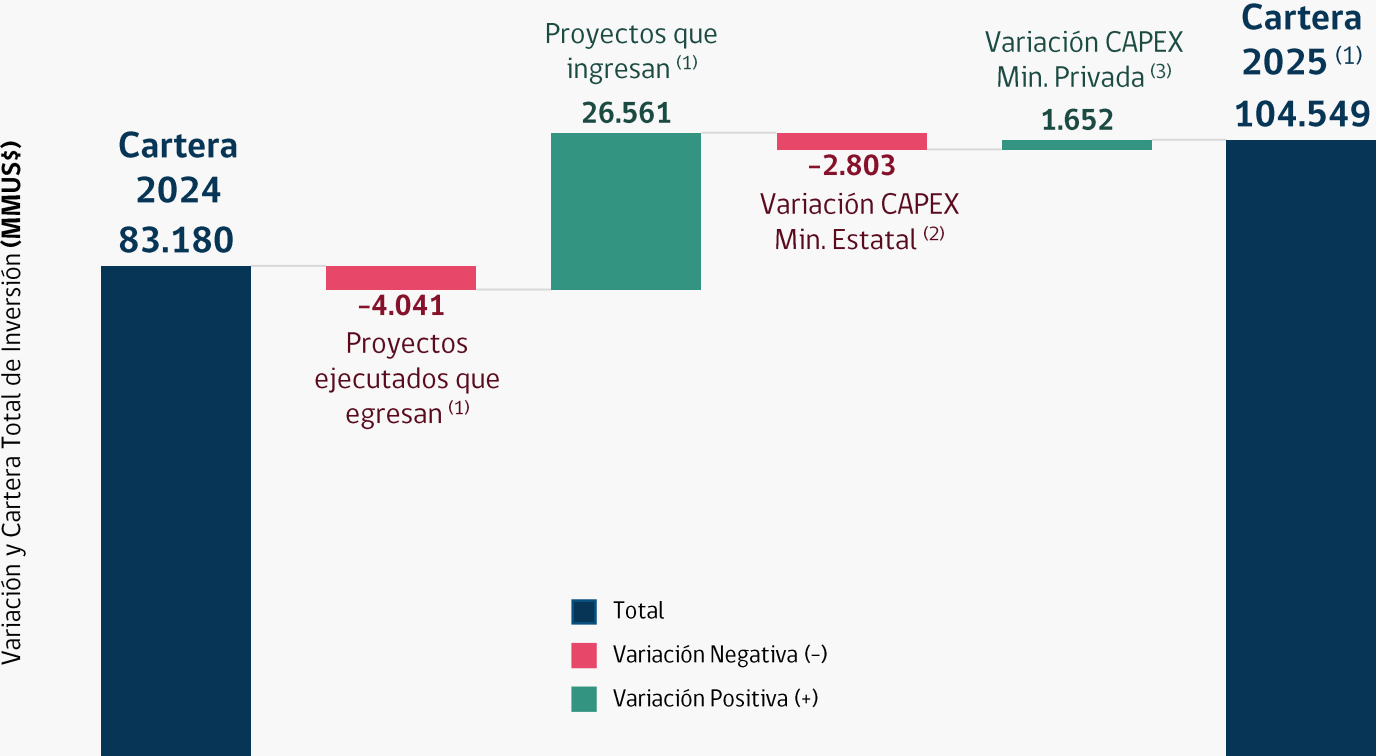 Variación y Cartera Total de Inversión (MMUS$)
Cartera
2024
83.180
−4.041
Proyectos
ejecutados que
egresan (1)
Proyectos que
ingresan (1)
26.561
−2.803
Variación CAPEX
Min. Estatal (2)
Variación CAPEX
Min. Privada (3)
1.652
Cartera
2025 (1)
104.549
Total
Variación Negativa (−)
Variación Positiva (+)